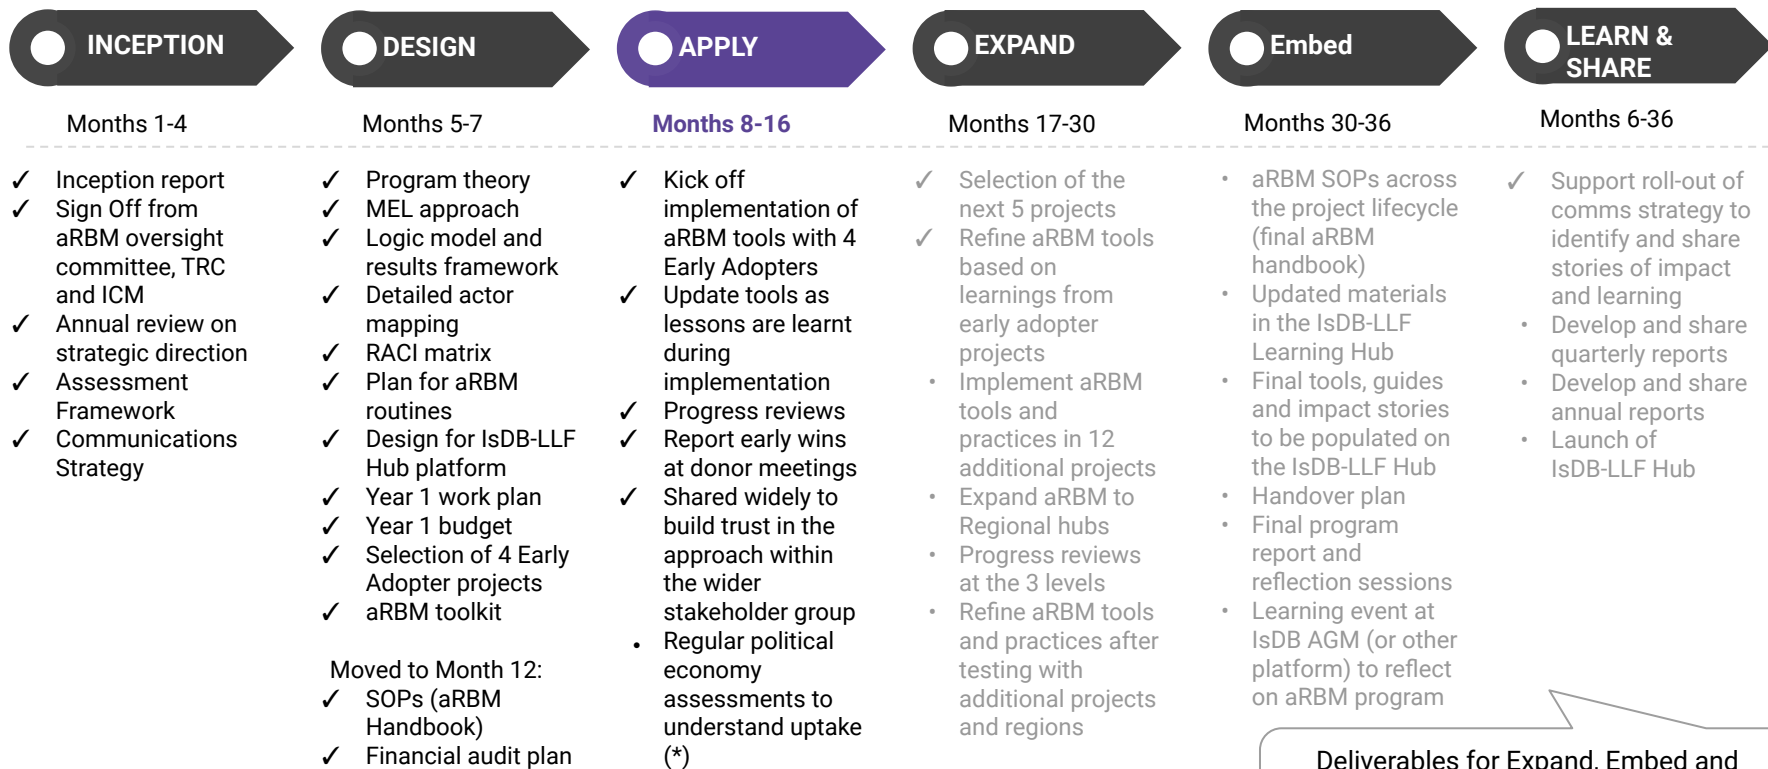 INCEPTION
Months 1-4
✓ Inception report
✓ Sign Off from
aRBM oversight
committee, TRC
and ICM
✓ Annual review on
strategic direction
✓ Assessment
Framework
✓ Communications
Strategy
DESIGN
Months 5-7
✓ Program theory
✓ MEL approach
✓ Logic model and
results framework
✓ Detailed actor
mapping
✓ RACI matrix
✓ Plan for aRBM
routines
✓ Design for IsDB-LLF
Hub platform
✓ Year 1 work plan
✓ Year 1 budget
✓ Selection of 4 Early
Adopter projects
✓ aRBM toolkit
Moved to Month 12:
✓ SOPs (aRBM
Handbook)
✓ Financial audit plan
APPLY
Months 8-16
✓ Kick off
implementation of
aRBM tools with 4
Early Adopters
✓ Update tools as
lessons are learnt
during
implementation
✓ Progress reviews
✓ Report early wins
at donor meetings
✓ Shared widely to
build trust in the
approach within
the wider
stakeholder group
• Regular political
economy
assessments to
understand uptake
(*)
EXPAND
Months 17-30
✓ Selection of the
next 5 projects
✓ Refine aRBM tools
based on
learnings from
early adopter
projects
• Implement aRBM
tools and
practices in 12
additional projects
• Expand aRBM to
Regional hubs
• Progress reviews
at the 3 levels
• Refine aRBM tools
and practices after
testing with
additional projects
and regions
Embed
Months 30-36
• aRBM SOPs across
the project lifecycle
(final aRBM
handbook)
• Updated materials
in the IsDB-LLF
Learning Hub
• Final tools, guides
and impact stories
to be populated on
the IsDB-LLF Hub
• Handover plan
• Final program
report and
reflection sessions
• Learning event at
IsDB AGM (or other
platform) to reflect
on aRBM program
LEARN &
SHARE
Months 6-36
✓ Support roll-out of
comms strategy to
identify and share
stories of impact
and learning
• Develop and share
quarterly reports
• Develop and share
annual reports
• Launch of
IsDB-LLF Hub
Deliverables for Expand, Embed and